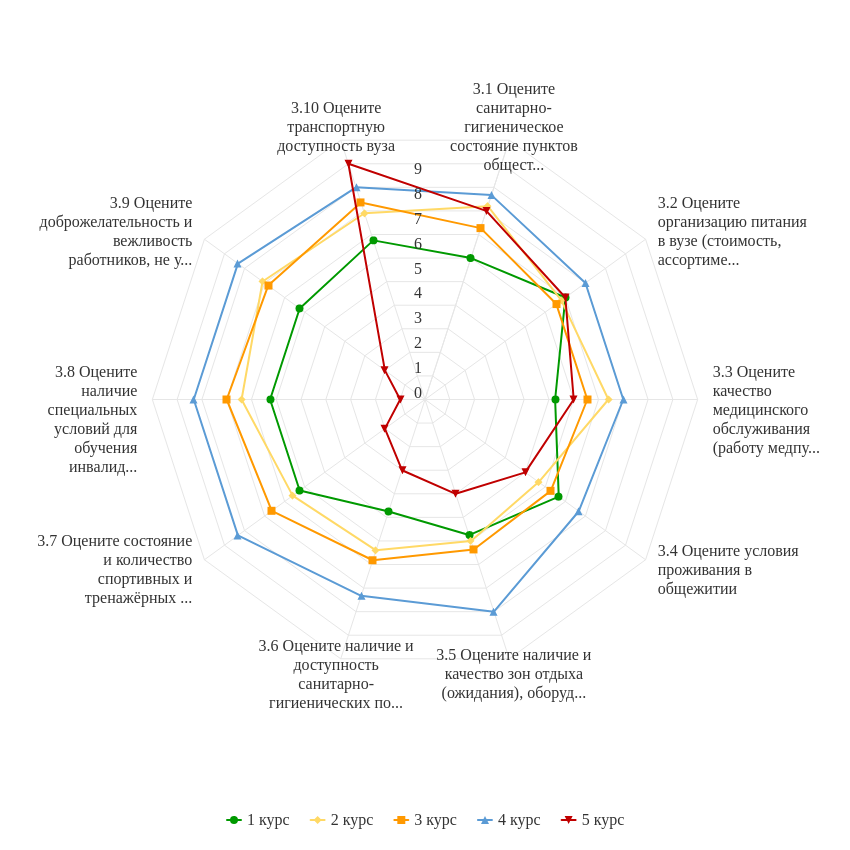 3.1 Оцените
санитарно-
гигиеническое
состояние пунктов
общест...
3.2 Оцените
организацию питания
в вузе (стоимость,
ассортиме...
3.3 Оцените
качество
медицинского
обслуживания
(работу медпу...
3.4 Оцените условия
проживания в
общежитии
3.5 Оцените наличие и
качество зон отдыха
(ожидания), оборуд...
3.6 Оцените наличие и
доступность
санитарно-
гигиенических по...
3.7 Оцените состояние
и количество
спортивных и
тренажёрных ...
3.8 Оцените
наличие
специальных
условий для
обучения
инвалид...
3.9 Оцените
доброжелательность и
вежливость
работников, не у...
3.10 Оцените
транспортную
доступность вуза
9
8
7
6
5
4
3
2
1
0
1 курс 2 курс 3 курс 4 курс 5 курс